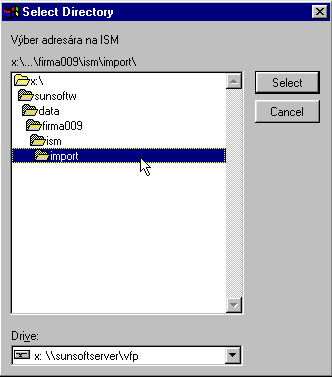 Select Directory
Výber adresára na ISM
x:\...\firma009\ism\import\
x:\
Select
sunsoftw
data
Cancel
firma009
ism
import
Drive:
x: \\sunsoftserver\vfp